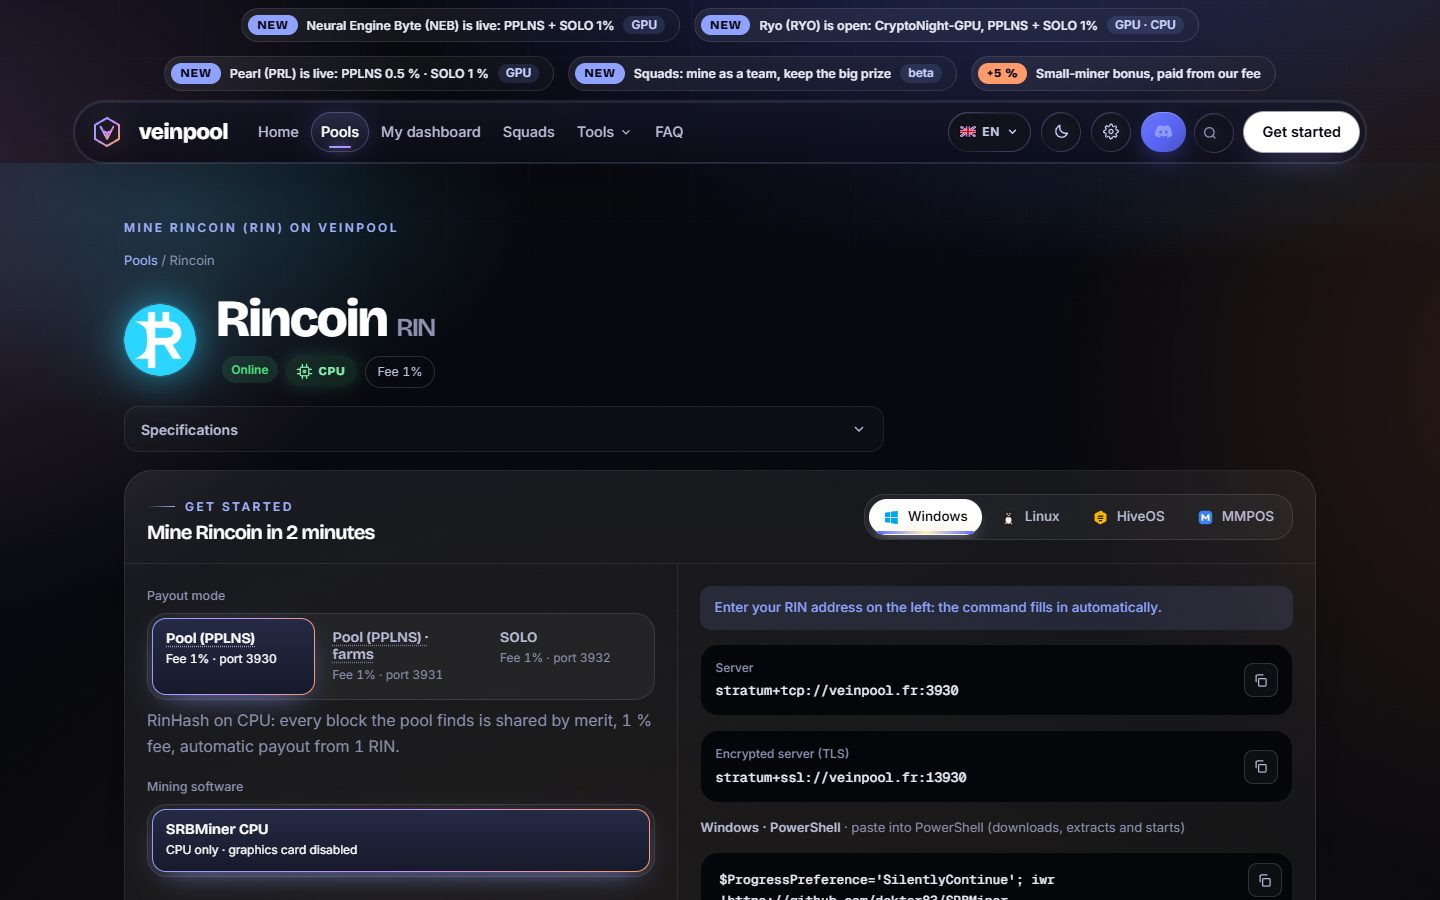 NEW Neural Engine Byte (NEB) is live: PPLNS + SOLO 1% GPU
NEW Ryo (RYO) is open: CryptoNight-GPU, PPLNS + SOLO 1% GPU · CPU
NEW Pearl (PRL) is live: PPLNS 0.5 % · SOLO 1 % GPU
NEW Squads: mine as a team, keep the big prize beta
+5 % Small-miner bonus, paid from our fee
veinpool Home Pools My dashboard Squads Tools FAQ EN Get started
MINE RINCOIN (RIN) ON VEINPOOL
Pools / Rincoin
Rincoin RIN
Online CPU Fee 1%
Specifications
GET STARTED
Mine Rincoin in 2 minutes
Windows Linux HiveOS MMPOS
Payout mode
Pool (PPLNS)
Fee 1% · port 3930
Pool (PPLNS) ·
farms
Fee 1% · port 3931
SOLO
Fee 1% · port 3932
RinHash on CPU: every block the pool finds is shared by merit, 1 %
fee, automatic payout from 1 RIN.
Mining software
SRBMiner CPU
CPU only · graphics card disabled
Enter your RIN address on the left: the command fills in automatically.
Server
stratum+tcp://veinpool.fr:3930
Encrypted server (TLS)
stratum+ssl://veinpool.fr:13930
Windows · PowerShell · paste into PowerShell (downloads, extracts and starts)
$ProgressPreference='SilentlyContinue'; iwr
'https://github.com/doktor83/SRBMiner-